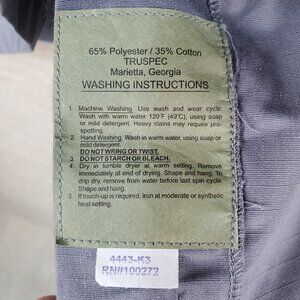 65% Polyester / 35% Cotton
TRUSPEC
Marietta, Georgia
WASHING INSTRUCTIONS
1. Machine Washing. Use wash and wear cycle.
Wash with warm water 120°F (49°C), using soap
or mild detergent. Heavy stains may require pre-
spotting.
2. Hand Washing. Wash in warm water, using soap or
mild detergent.
DO NOT WRING OR TWIST.
3. DO NOT STARCH OR BLEACH.
4. Dry in tumble dryer at warm setting. Remove
immediately at end of drying. Shape and hang. To
drip dry, remove from water before last spin cycle.
Shape and hang.
5. If touch-up is required, iron at moderate or synthetic
heat setting.
4443-K3
RN#100272